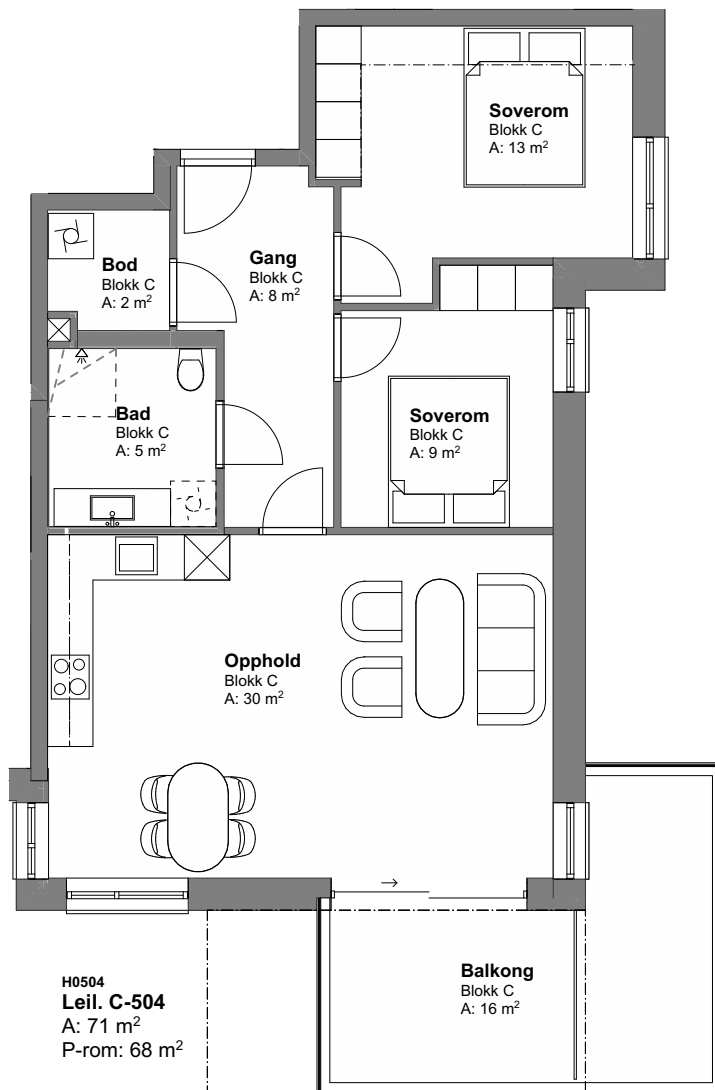 Soverom
Blokk C
A: 13 m²
Gang
Blokk C
A: 8 m²
Bod
Blokk C
A: 2 m²
Bad
Blokk C
A: 5 m²
Soverom
Blokk C
A: 9 m²
Opphold
Blokk C
A: 30 m²
Balkong
Blokk C
A: 16 m²
H0504
Leil. C-504
A: 71 m²
P-rom: 68 m²